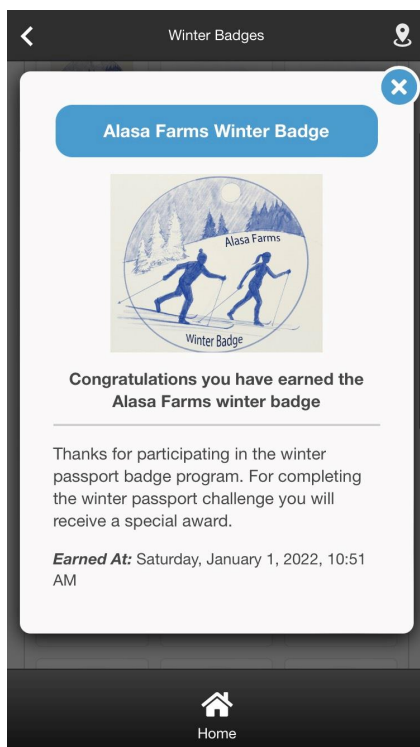 Winter Badges
Alasa Farms Winter Badge
Alasa Farms
Winter Badge
Congratulations you have earned the
Alasa Farms winter badge
Thanks for participating in the winter
passport badge program. For completing
the winter passport challenge you will
receive a special award.
Earned At: Saturday, January 1, 2022, 10:51
AM
Home